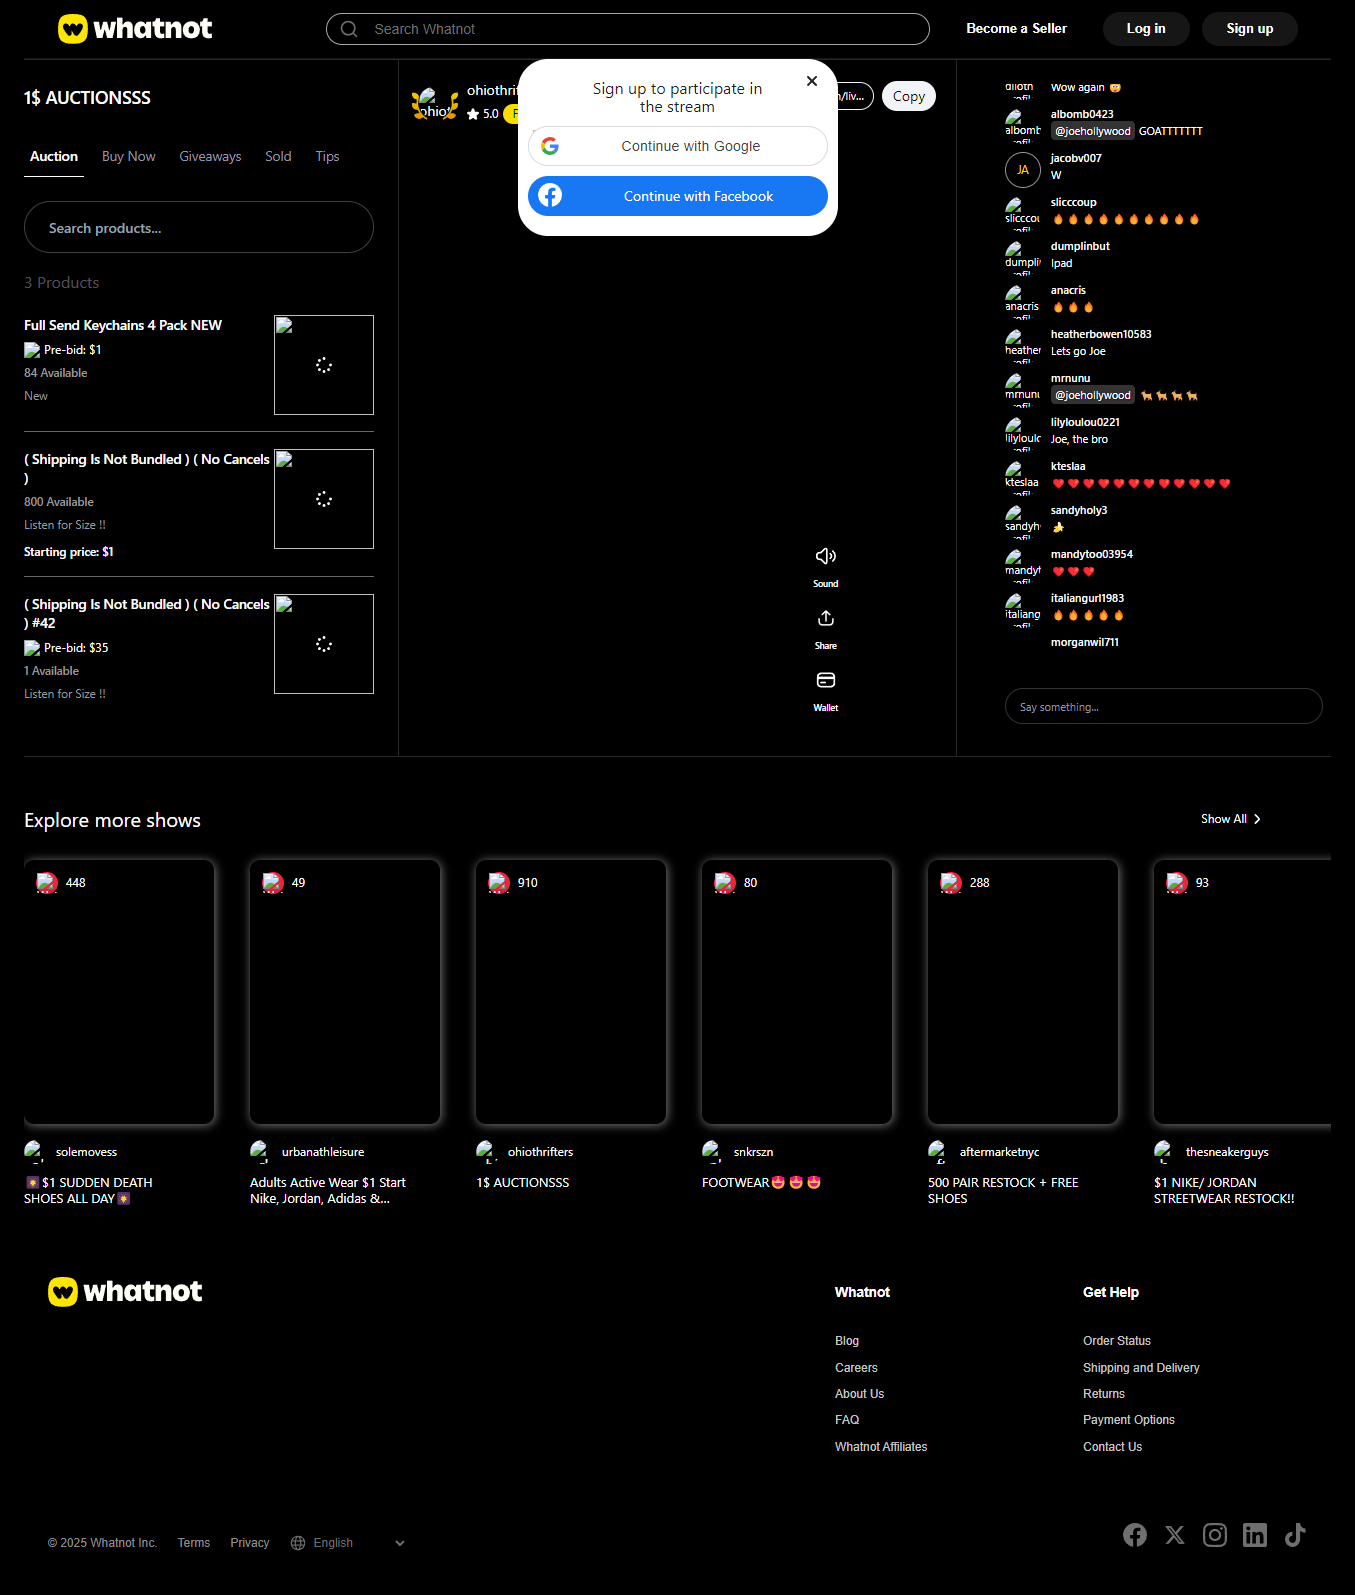 whatnot
Search Whatnot
Become a Seller
Log in
Sign up
1$ AUCTIONSSS
Auction
Buy Now
Giveaways
Sold
Tips
Search products...
3 Products
Full Send Keychains 4 Pack NEW
Pre-bid: $1
84 Available
New
( Shipping Is Not Bundled ) ( No Cancels
)
800 Available
Listen for Size !!
Starting price: $1
( Shipping Is Not Bundled ) ( No Cancels
) #42
Pre-bid: $35
1 Available
Listen for Size !!
5.0
Copy
Sign up to participate in
the stream
Continue with Google
Continue with Facebook
Sound
Share
Wallet
Wow again 
albomb0423
@joehollywood GOATTTTTTT
JA
jacobv007
W
slicccoup
🔥🔥🔥🔥🔥🔥🔥🔥🔥🔥
dumplinbut
Ipad
anacris
🔥🔥🔥
heatherbowen10583
Lets go Joe
mrnunu
@joehollywood 🐐🐐🐐🐐
lilyloulou0221
Joe, the bro
kteslaa
❤️❤️❤️❤️❤️❤️❤️❤️❤️❤️❤️❤️
sandyholy3
🍌
mandytoo03954
❤️❤️❤️
italiangurl1983
🔥🔥🔥🔥🔥
morganwil711
Say something...
Explore more shows
Show All
448
49
910
80
288
93
solemovess
🎇$1 SUDDEN DEATH
SHOES ALL DAY🎇
urbanathleisure
Adults Active Wear $1 Start
Nike, Jordan, Adidas &...
ohiothrifters
1$ AUCTIONSSS
snkrszn
FOOTWEAR🤩🤩🤩
aftermarketnyc
500 PAIR RESTOCK + FREE
SHOES
thesneakerguys
$1 NIKE/ JORDAN
STREETWEAR RESTOCK!!
whatnot
Whatnot
Blog
Careers
About Us
FAQ
Whatnot Affiliates
Get Help
Order Status
Shipping and Delivery
Returns
Payment Options
Contact Us
© 2025 Whatnot Inc.
Terms
Privacy
English